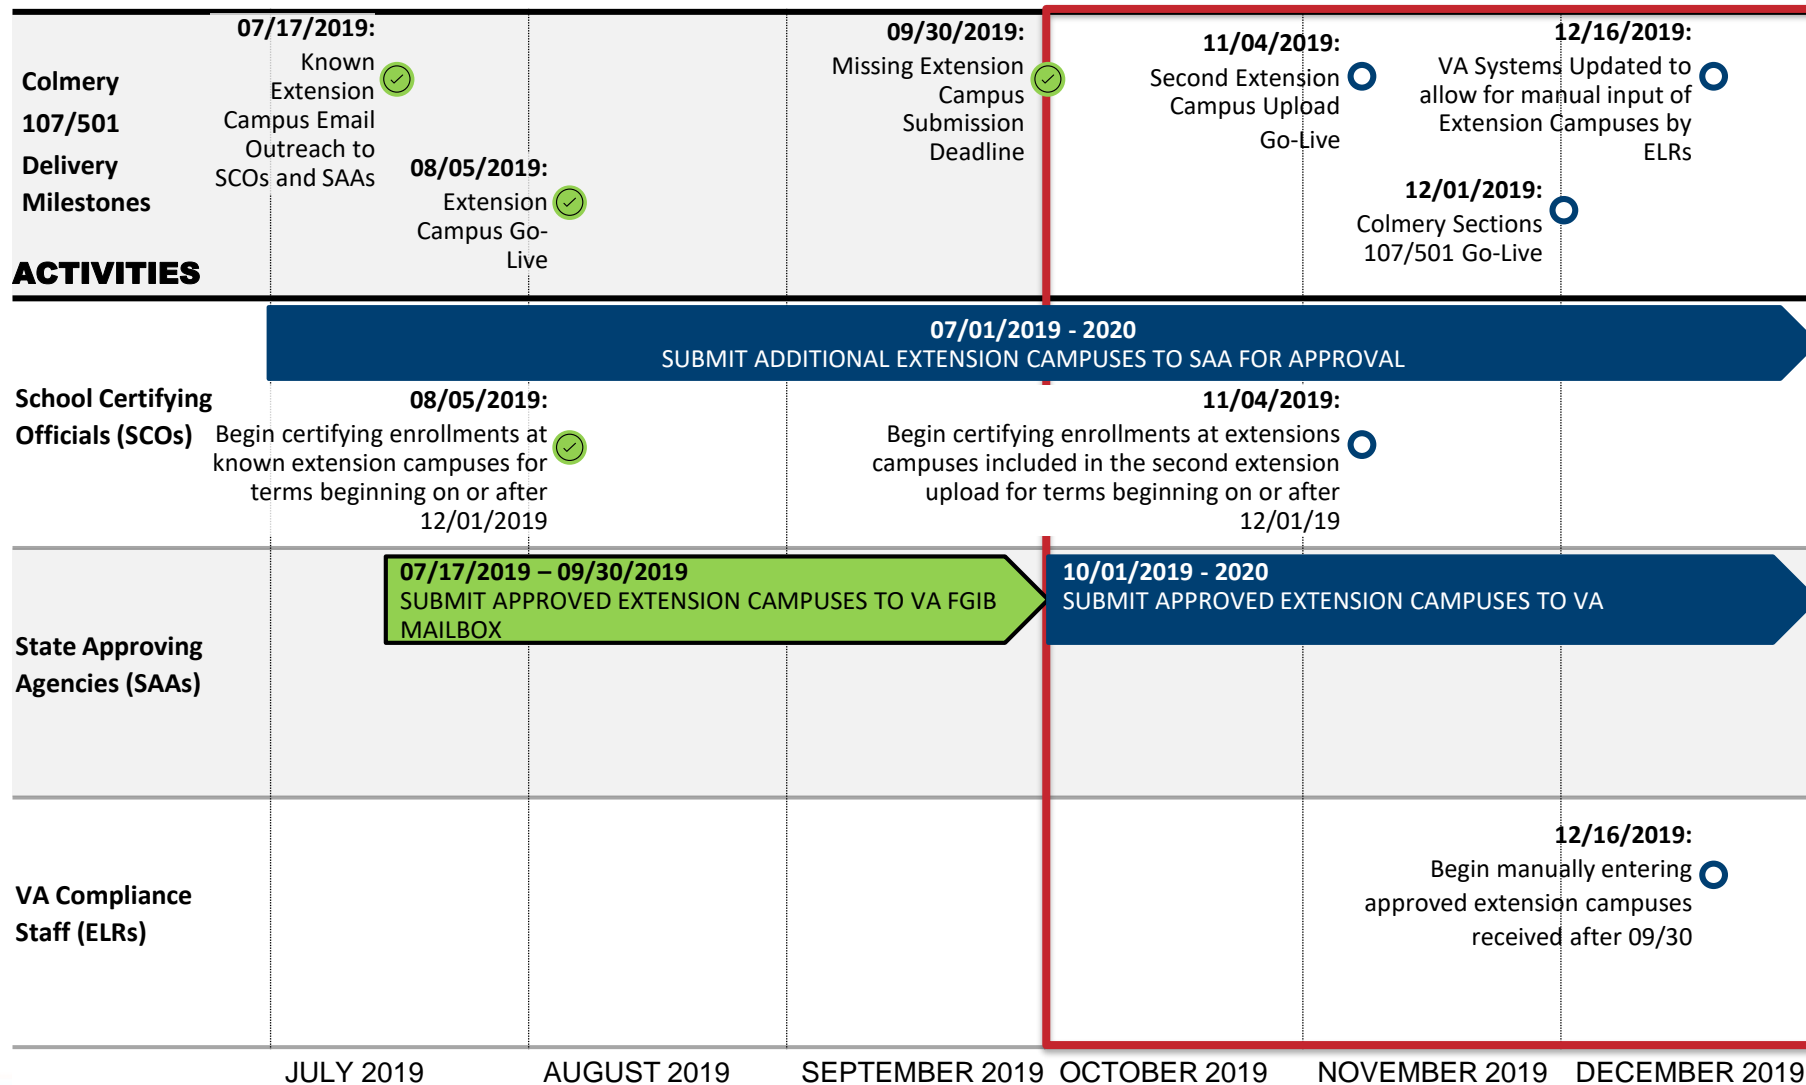 Colmery
107/501
Delivery
Milestones
ACTIVITIES
07/17/2019:
Known
Extension
Campus Email
Outreach to
SCOs and SAAs
08/05/2019:
Extension
Campus Go-
Live
09/30/2019:
Missing Extension
Campus
Submission
Deadline
11/04/2019:
Second Extension
Campus Upload
Go-Live
12/16/2019:
VA Systems Updated to
allow for manual input of
Extension Campuses by
ELRs
12/01/2019:
Colmery Sections
107/501 Go-Live
07/01/2019 - 2020
SUBMIT ADDITIONAL EXTENSION CAMPUSES TO SAA FOR APPROVAL
School Certifying
Officials (SCOs)
08/05/2019:
Begin certifying enrollments at
known extension campuses for
terms beginning on or after
12/01/2019
11/04/2019:
Begin certifying enrollments at extensions
campuses included in the second extension
upload for terms beginning on or after
12/01/19
07/17/2019 – 09/30/2019
SUBMIT APPROVED EXTENSION CAMPUSES TO VA FGIB
MAILBOX
10/01/2019 - 2020
SUBMIT APPROVED EXTENSION CAMPUSES TO VA
State Approving
Agencies (SAAs)
12/16/2019:
Begin manually entering
approved extension campuses
received after 09/30
VA Compliance
Staff (ELRs)
JULY 2019
AUGUST 2019
SEPTEMBER 2019
OCTOBER 2019
NOVEMBER 2019
DECEMBER 2019